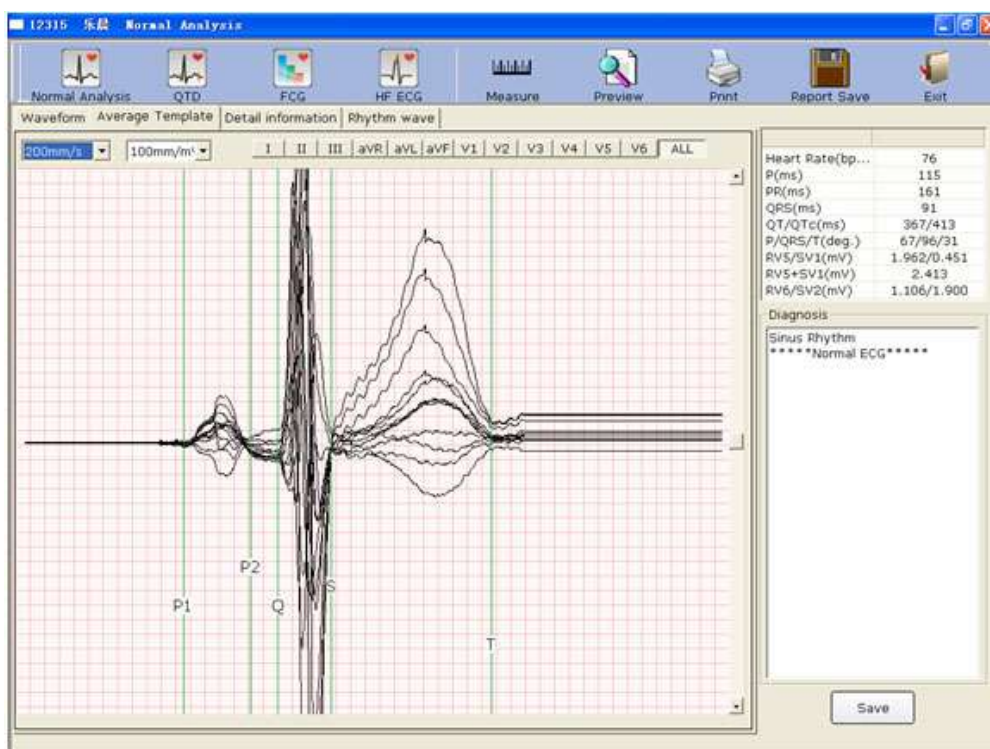 12315 乐晨 Normal Analysis
Normal Analysis QTD FCG HF ECG Measure Preview Print Report Save Exit
Waveform Average Template Detail information Rhythm wave
200mm/s 100mm/m I II III aVR aVL aVF V1 V2 V3 V4 V5 V6 ALL
Heart Rate(bp... 76
P(ms) 115
PR(ms) 161
QRS(ms) 91
QT/QTc(ms) 367/413
P/QRS/T(deg.) 67/96/31
RV5/SV1(mV) 1.962/0.451
RV5+SV1(mV) 2.413
RV6/SV2(mV) 1.106/1.900
Diagnosis
Sinus Rhythm
*****Normal ECG*****
P2
S
P1
Q
T
Save